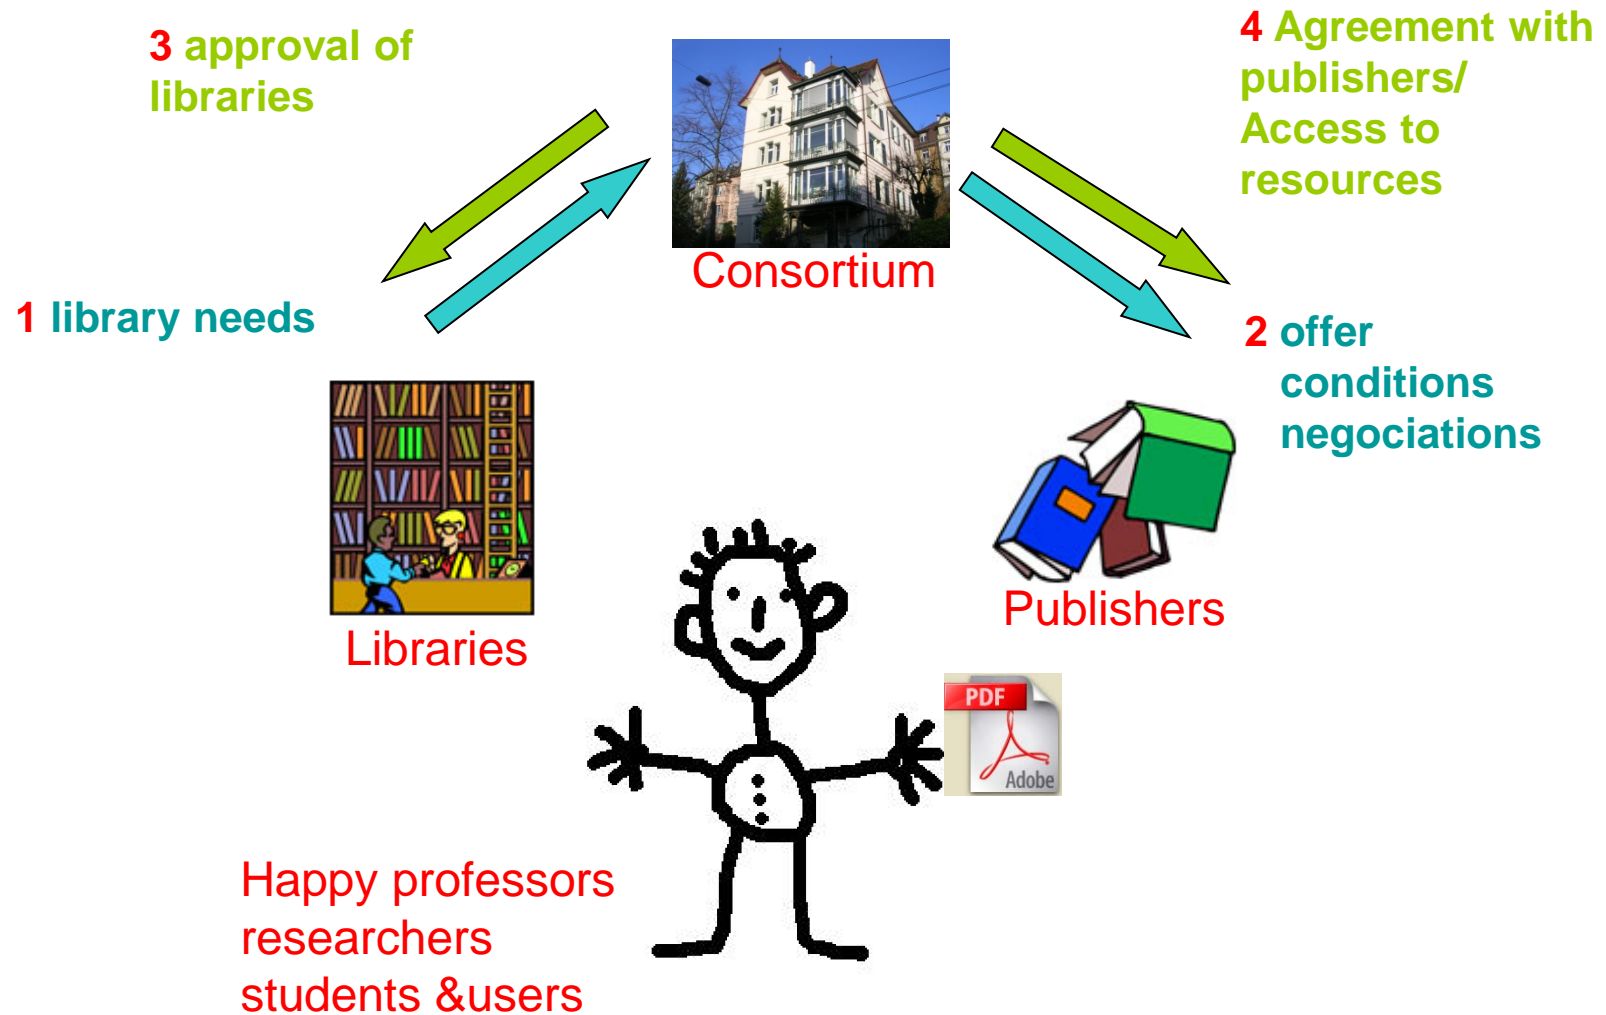 3 approval of
libraries
4 Agreement with
publishers/
Access to
resources
Consortium
1 library needs
2 offer
conditions
negociations
Libraries
Publishers
PDF
Adobe
Happy professors
researchers
students &users